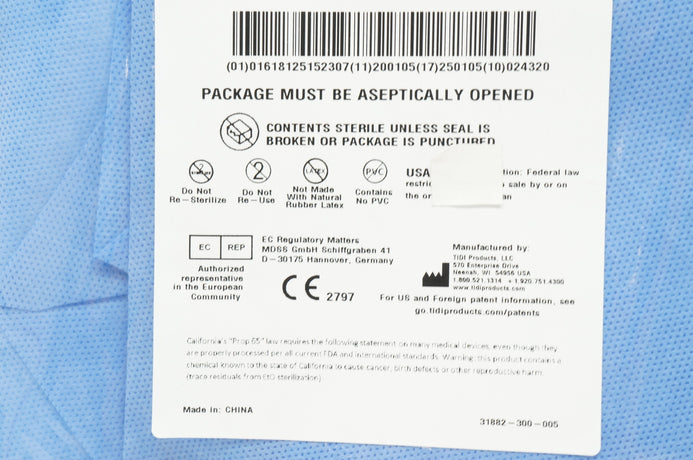 (01)01618125152307(11)200105(17)250105(10)024320
PACKAGE MUST BE ASEPTICALLY OPENED
CONTENTS STERILE UNLESS SEAL IS
BROKEN OR PACKAGE IS PUNCTURED
2
2
LATEX
PVC
Do Not
Re-Sterilize
Do Not
Re-Use
Not Made
With Natural
Rubber Latex
Contains
No PVC
USA tion: Federal law
sale by or on
the or an
EC REP
EC Regulatory Matters
MDSS GmbH Schiffgraben 41
D-30175 Hannover, Germany
Authorized
representative
in the European
Community
CE 2797
Manufactured by:
TIDI Products, LLC
570 Enterprise Drive
Neenah, WI 54956 USA
1.800.521.1314 +1.920.751.4300
www.tidiproducts.com
For US and Foreign patent information, see
go.tidiproducts.com/patents
California's "Prop 65" law requires the following statement on many medical devices, even though they
are properly processed per all current FDA and international standards. Warning: this product contains a
chemical known to the state of California to cause cancer, birth defects or other reproductive harm.
(trace residuals from EtO sterilization).
Made in: CHINA
31882-300-005